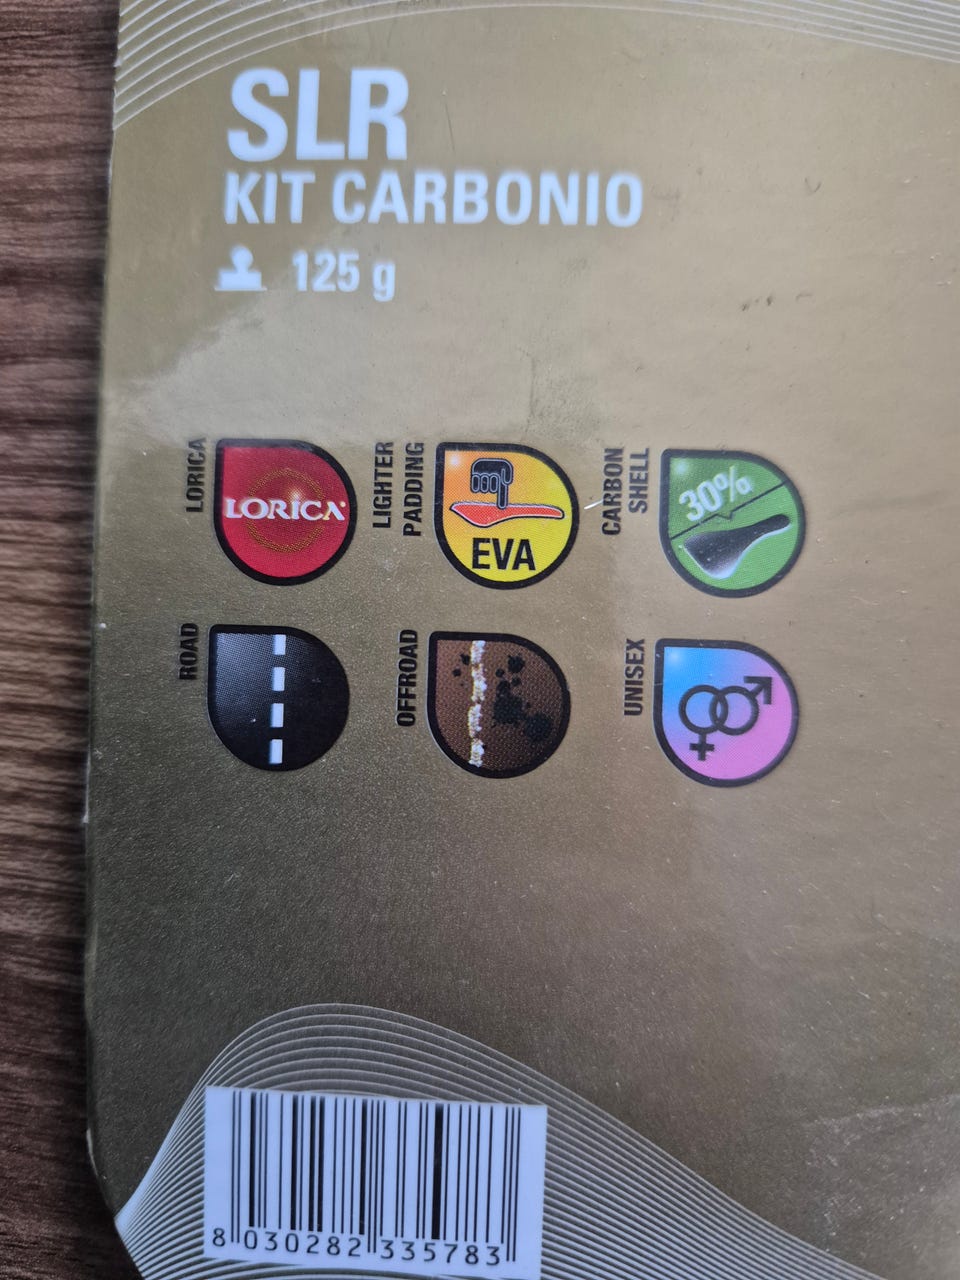 SLR
KIT CARBONIO
125 g
LORICA
LORICA
LIGHTER
PADDING
EVA
CARBON
SHELL
30%
ROAD
OFFROAD
UNISEX
8 030282 335783